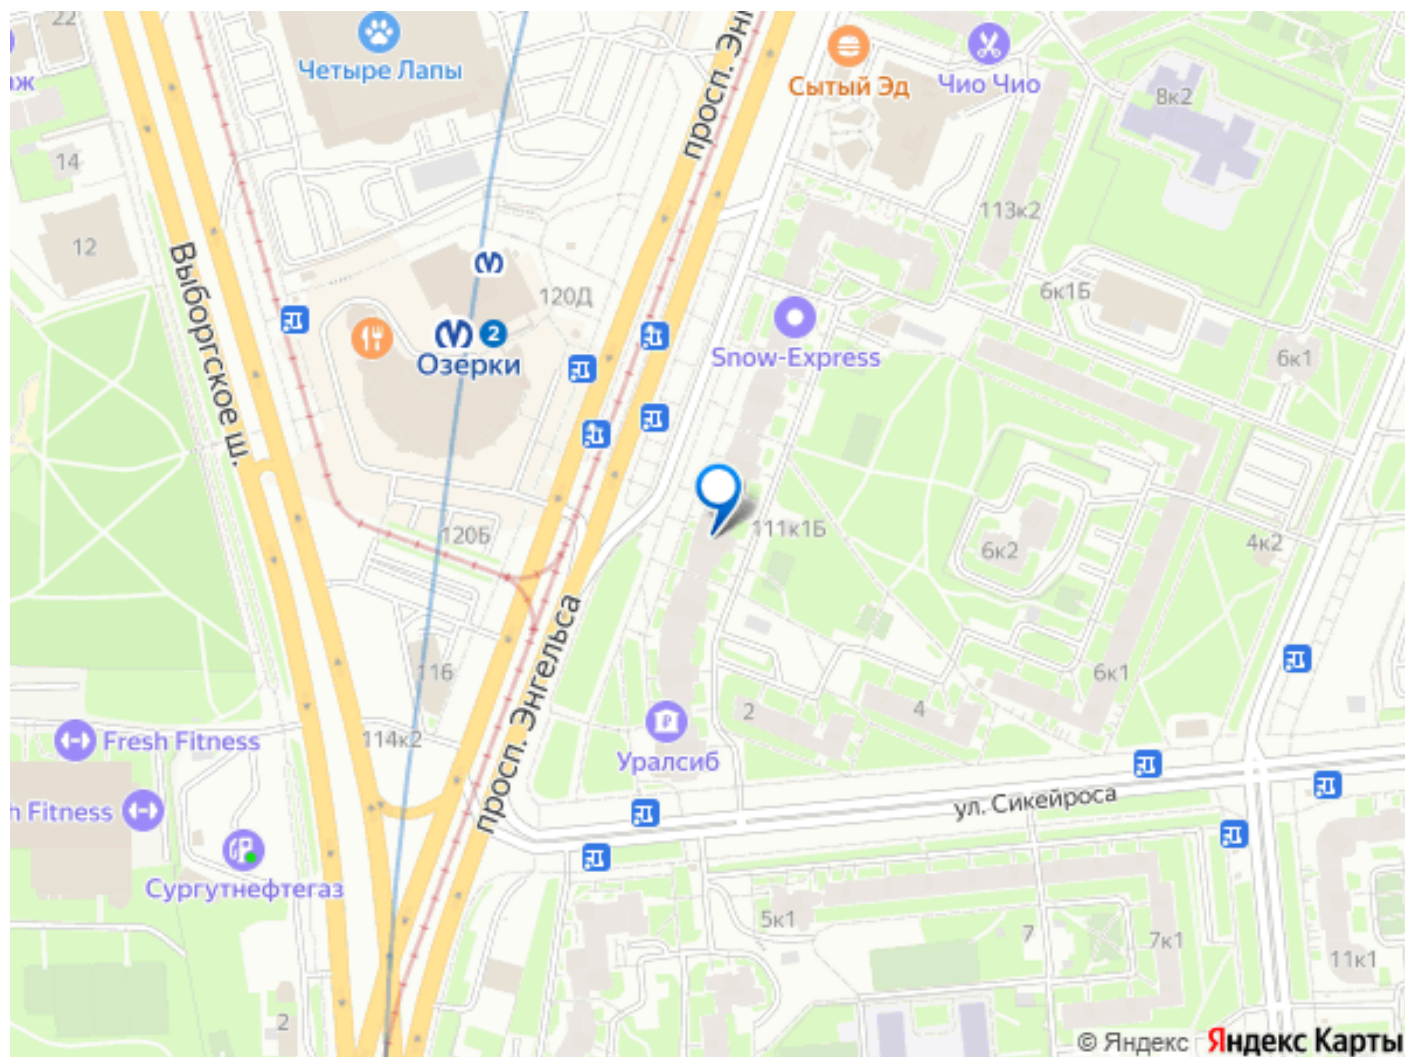 22
Четыре Лапы
просп. Эн
Сытый Эд
Чио Чио
8к2
аж
14
113к2
12
Выборгское ш.
120Д
6к1Б
2
Озерки
Snow-Express
6к1
120Б
111к1Б
6к2
4к2
просп. Энгельса
116
6к1
2
4
Fresh Fitness
114к2
Уралсиб
h Fitness
ул. Сикейроса
Сургутнефтегаз
5к1
7
7к1
11к1
2
© Яндекс Яндекс Карты